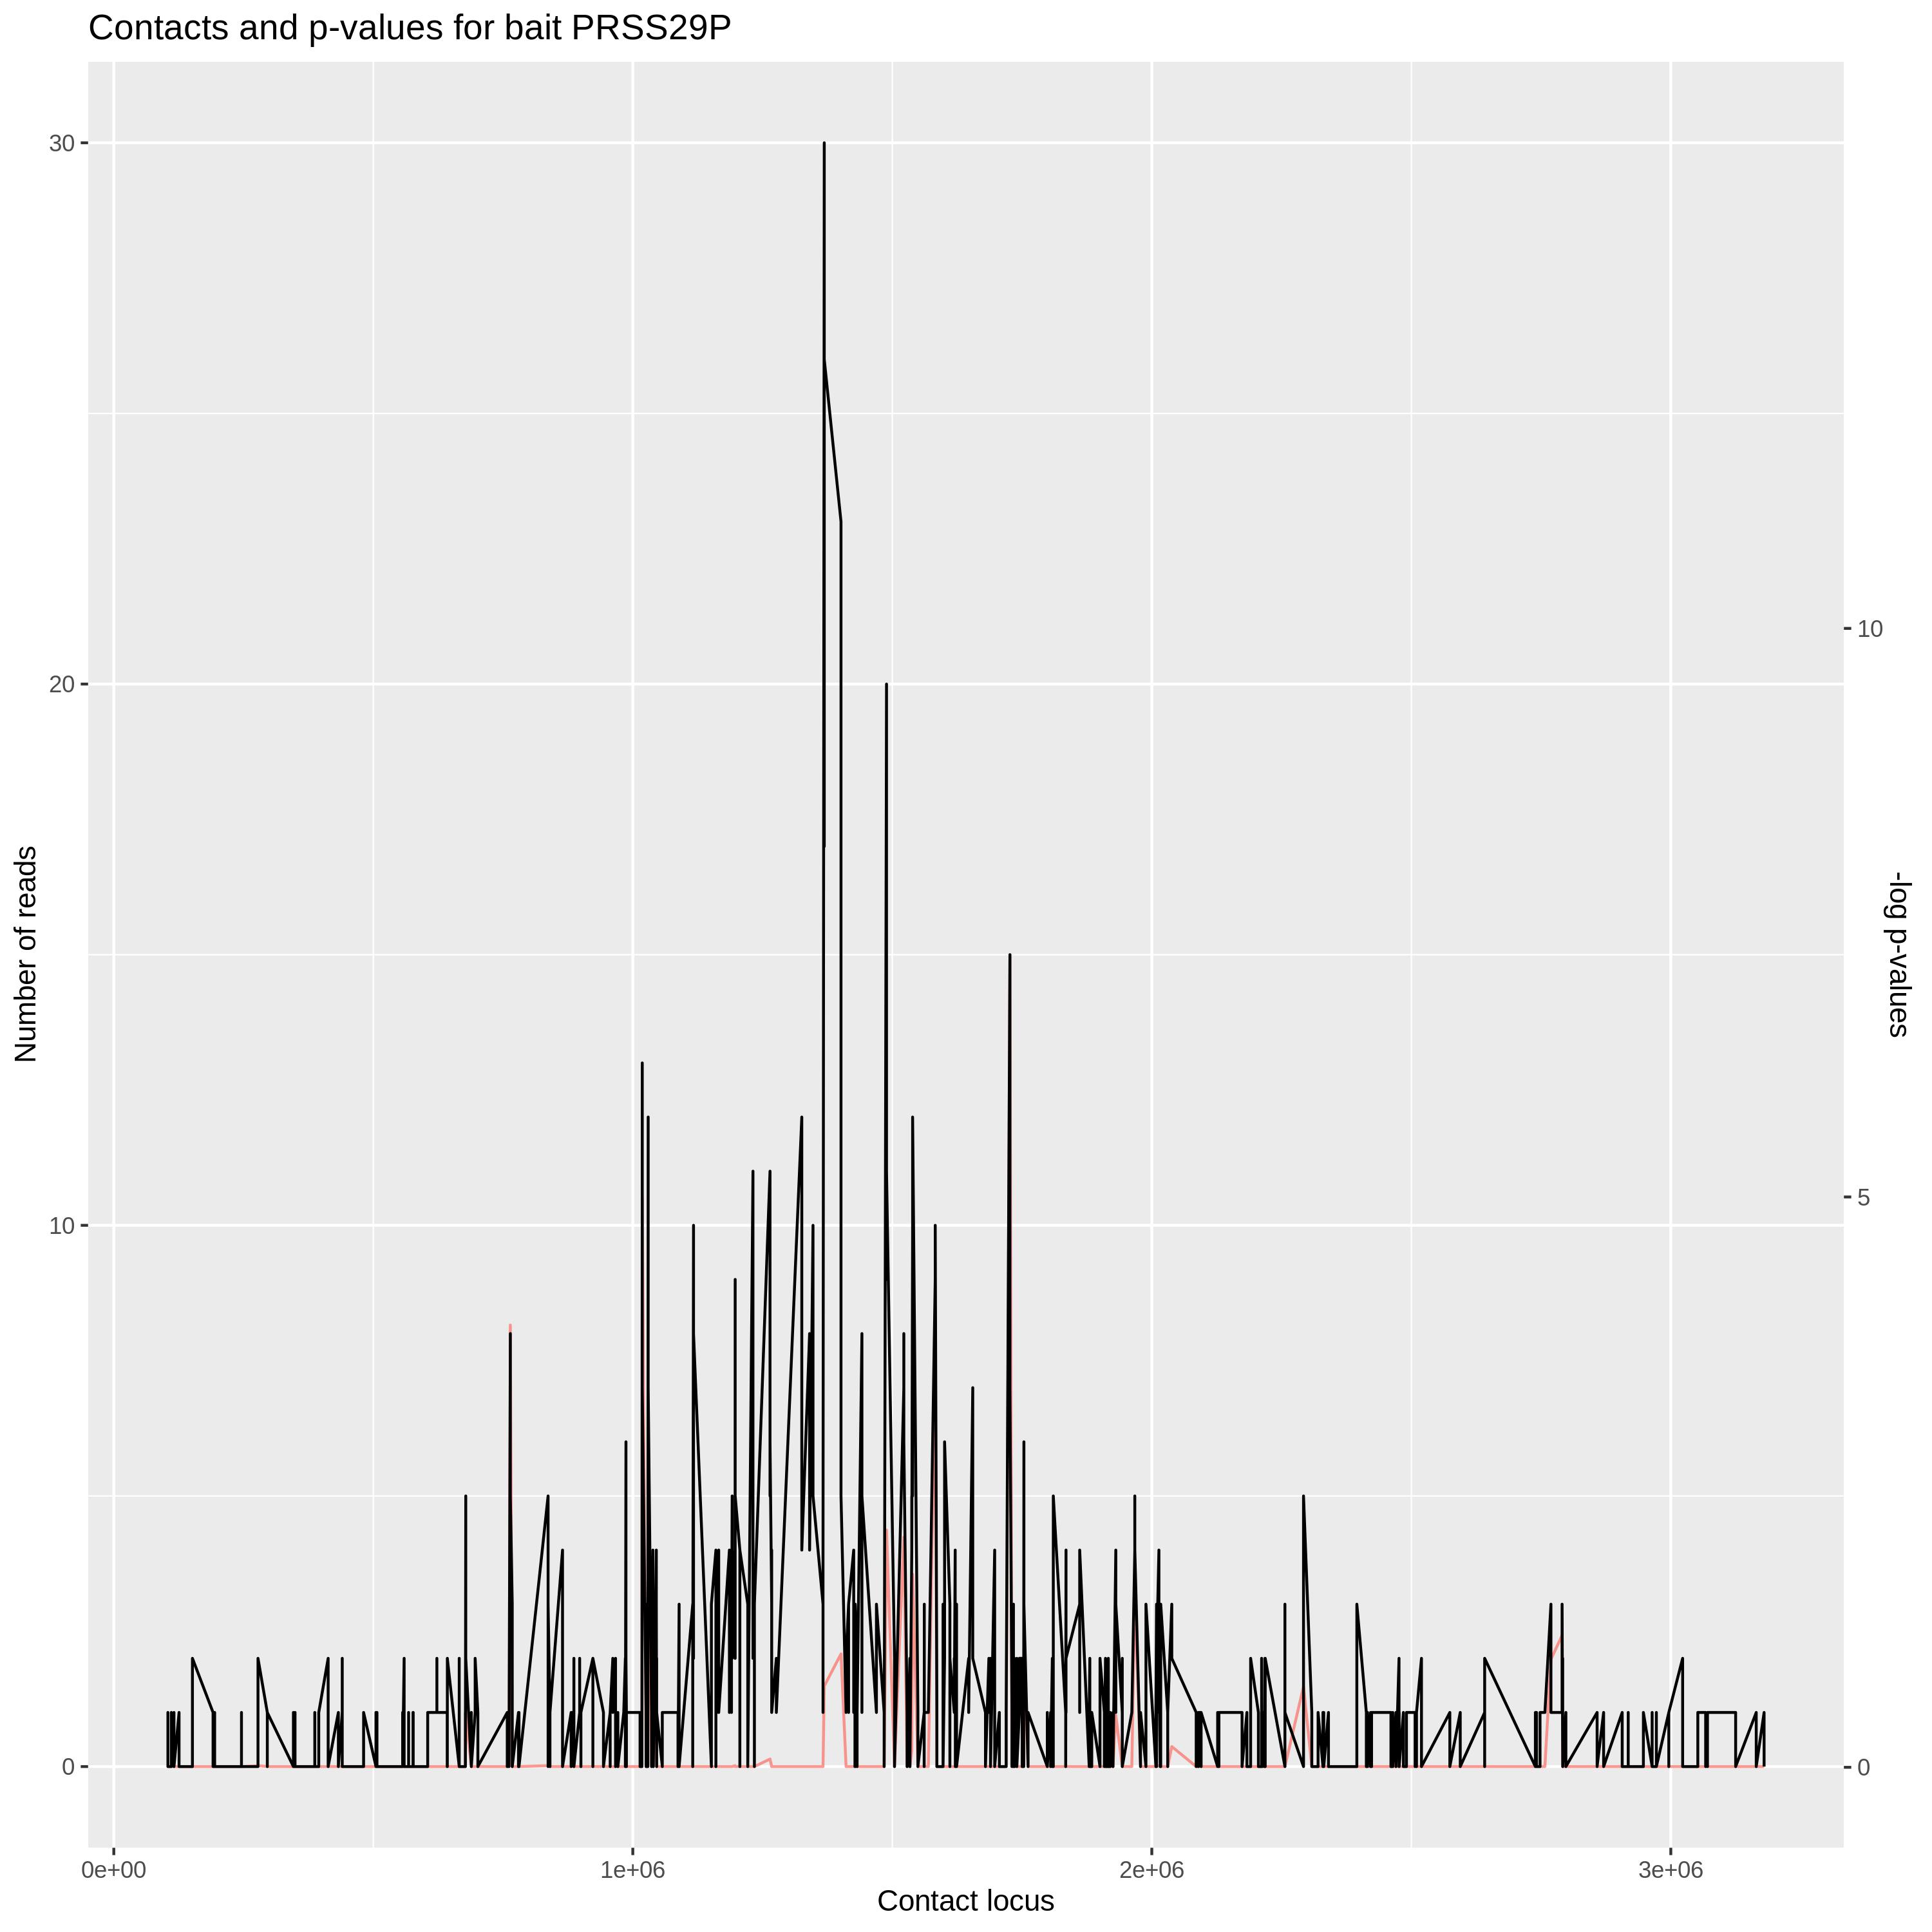 Contacts and p-values for bait PRSS29P
30
20
10
0
Number of reads
10
5
0
-log p-values
0e+00
1e+06
2e+06
3e+06
Contact locus